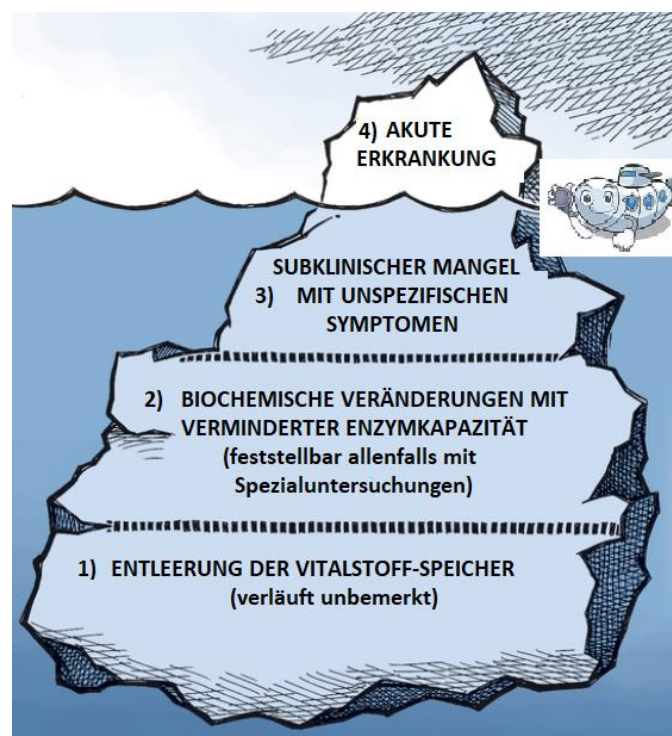 4) AKUTE
ERKRANKUNG
SUBKLINISCHER MANGEL
3) MIT UNSPEZIFISCHEN
SYMPTOMEN
2) BIOCHEMISCHE VERÄNDERUNGEN MIT
VERMINDERTER ENZYMKAPAZITÄT
(feststellbar allenfalls mit
Spezialuntersuchungen)
1) ENTLEERUNG DER VITALSTOFF-SPEICHER
(verläuft unbemerkt)